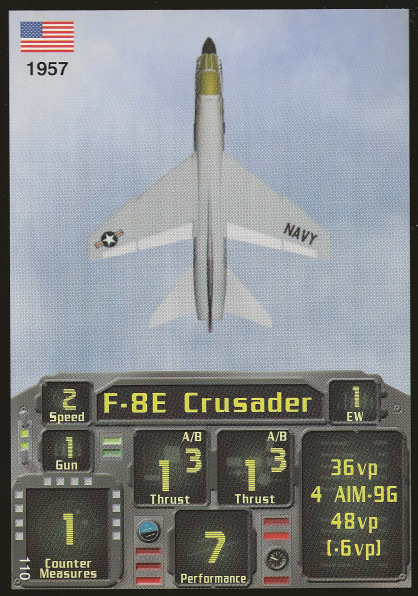 1957
NAVY
F-8E Crusader
2
Speed
1
EW
1
Gun
A/B
1 3
Thrust
A/B
1 3
Thrust
36vp
4 AIM-9G
48vp
(-6vp)
1
Counter
Measures
7
Performance
110